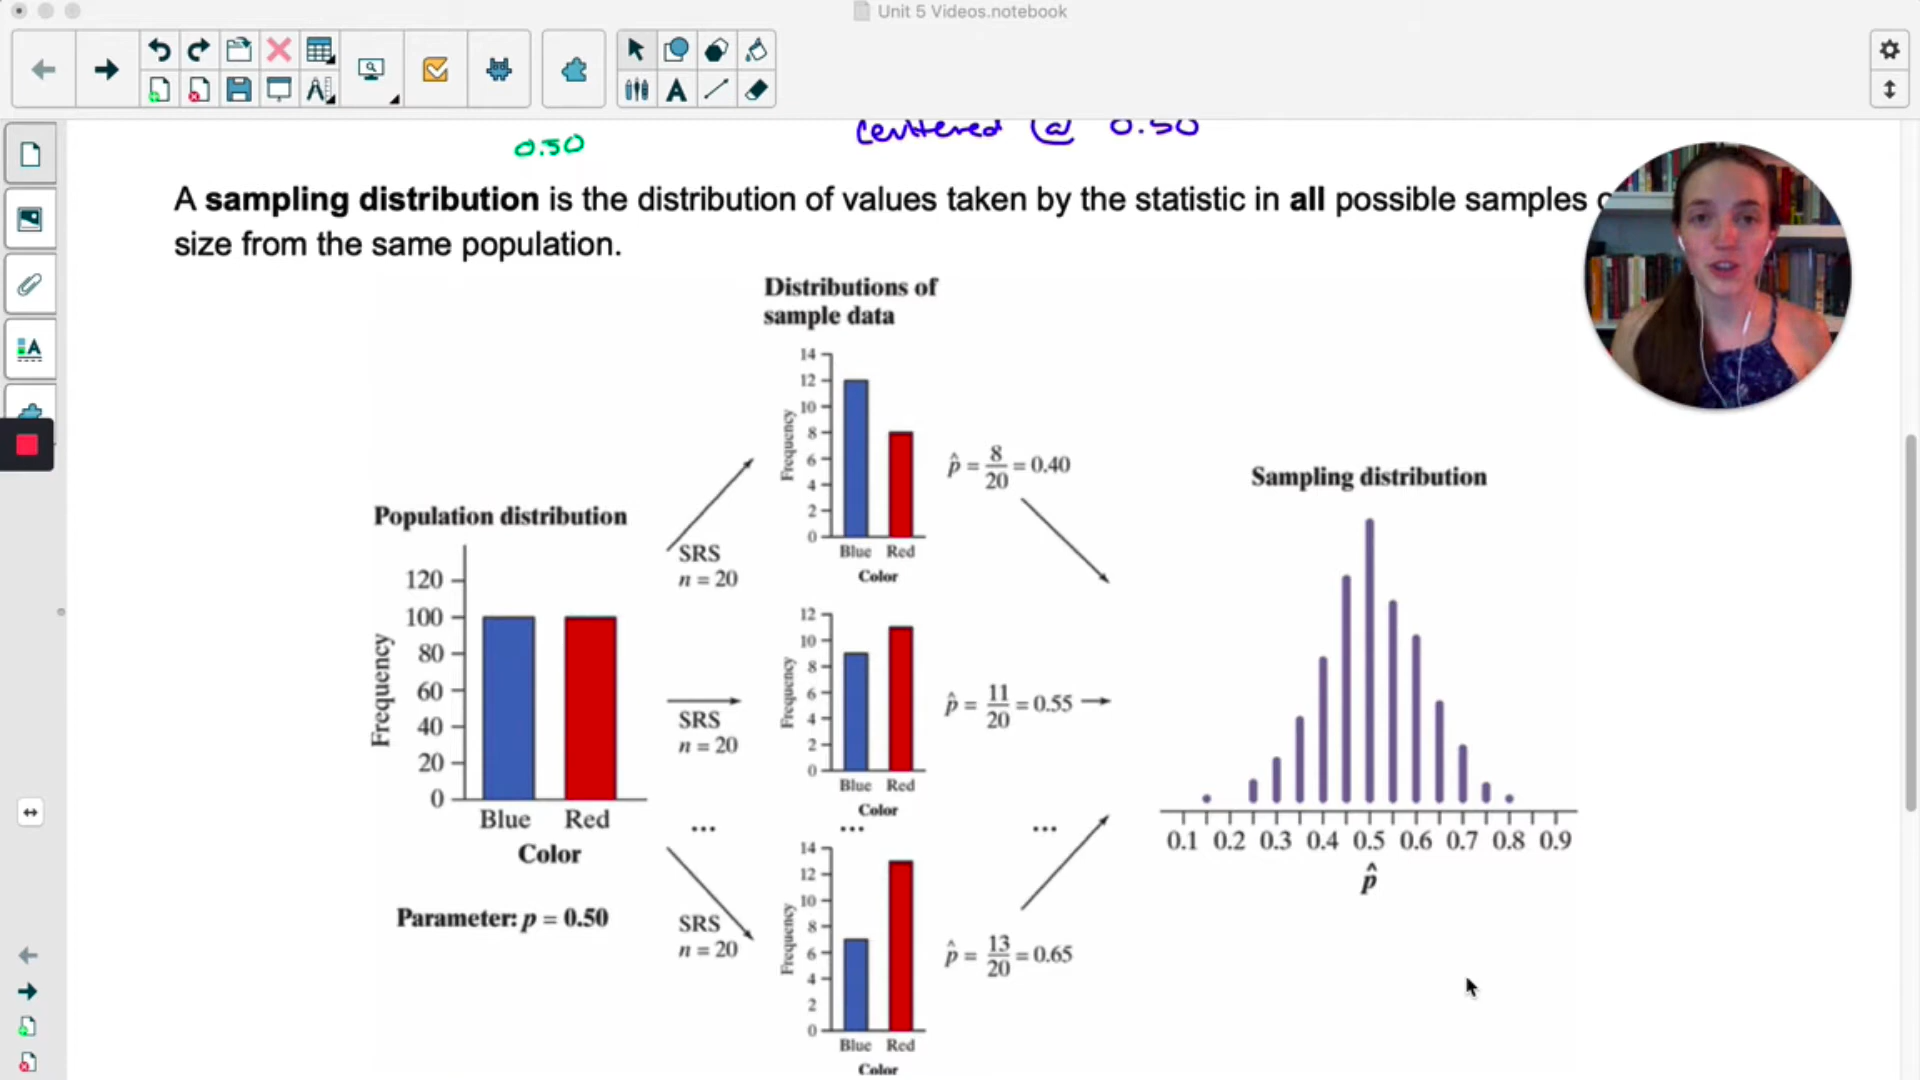 Unit 5 Videos.notebook
centered @ 0.50
0.50
A sampling distribution is the distribution of values taken by the statistic in all possible samples
size from the same population.
Distributions of
sample data
14
12
10
8
6
4
2
0
Frequency
Blue Red
Color
p̂ = 8/20 = 0.40
Sampling distribution
Population distribution
SRS
n = 20
120
100
80
60
40
20
0
Frequency
Blue Red
Color
Parameter: p = 0.50
12
10
8
6
4
2
0
Frequency
Blue Red
Color
SRS
n = 20
p̂ = 11/20 = 0.55
... ... ...
0.1 0.2 0.3 0.4 0.5 0.6 0.7 0.8 0.9
p̂
14
12
10
8
6
4
2
0
Frequency
Blue Red
Color
SRS
n = 20
p̂ = 13/20 = 0.65